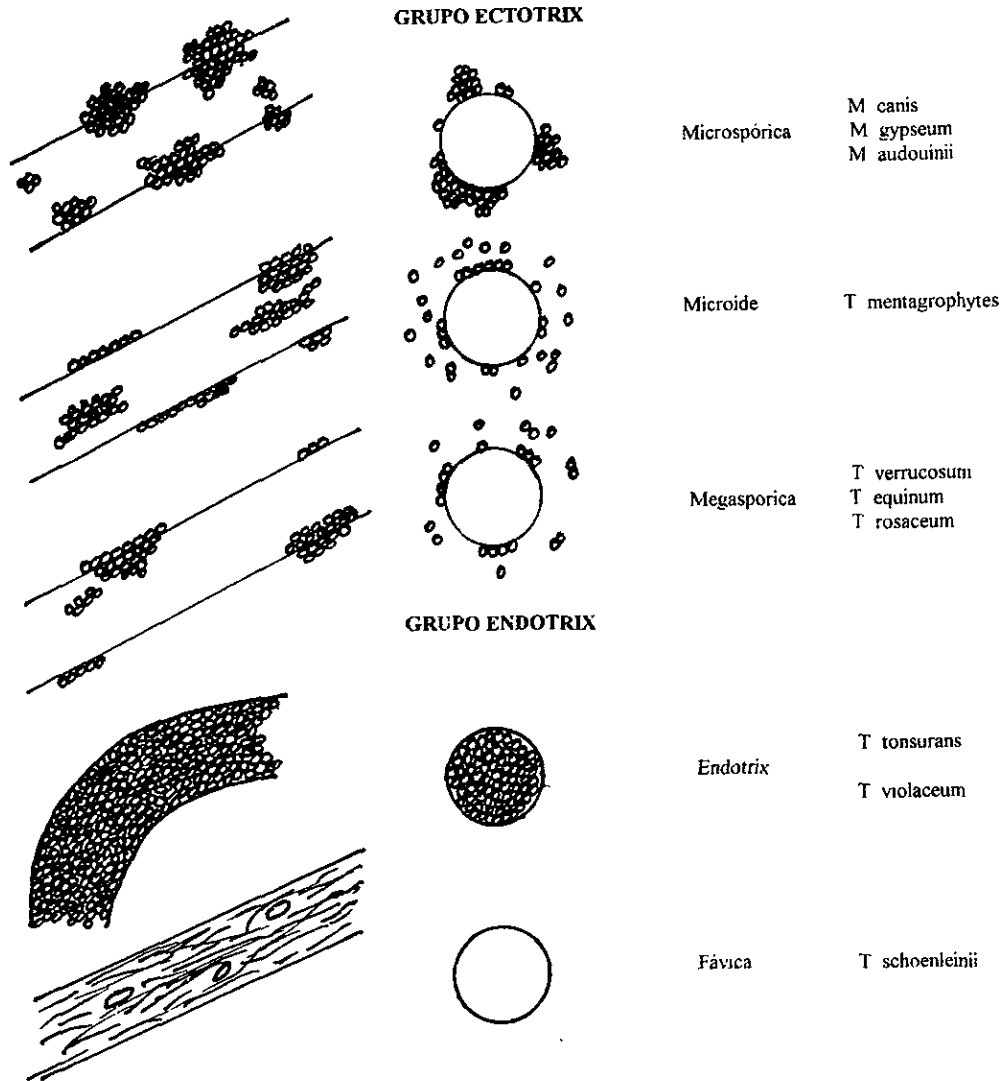 GRUPO ECTOTRIX
Microspórica
M canis
M gypseum
M audouinii
Microide
T mentagrophytes
Megasporica
T verrucosum
T equinum
T rosaceum
GRUPO ENDOTRIX
Endotrix
T tonsurans
T violaceum
Fávica
T schoenleinii